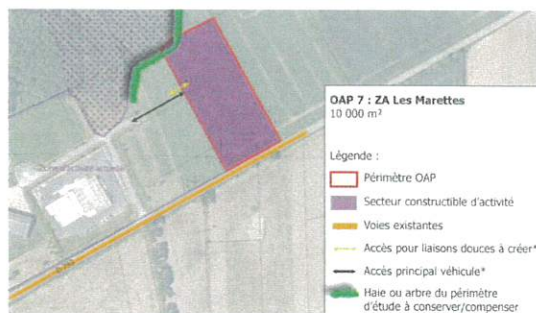 OAP 7 : ZA Les Marettes
10 000 m²
Légende :
Périmètre OAP
Secteur constructible d'activité
Voies existantes
Accès pour liaisons douces à créer*
Accès principal véhicule*
Haie ou arbre du périmètre
d'étude à conserver/compenser